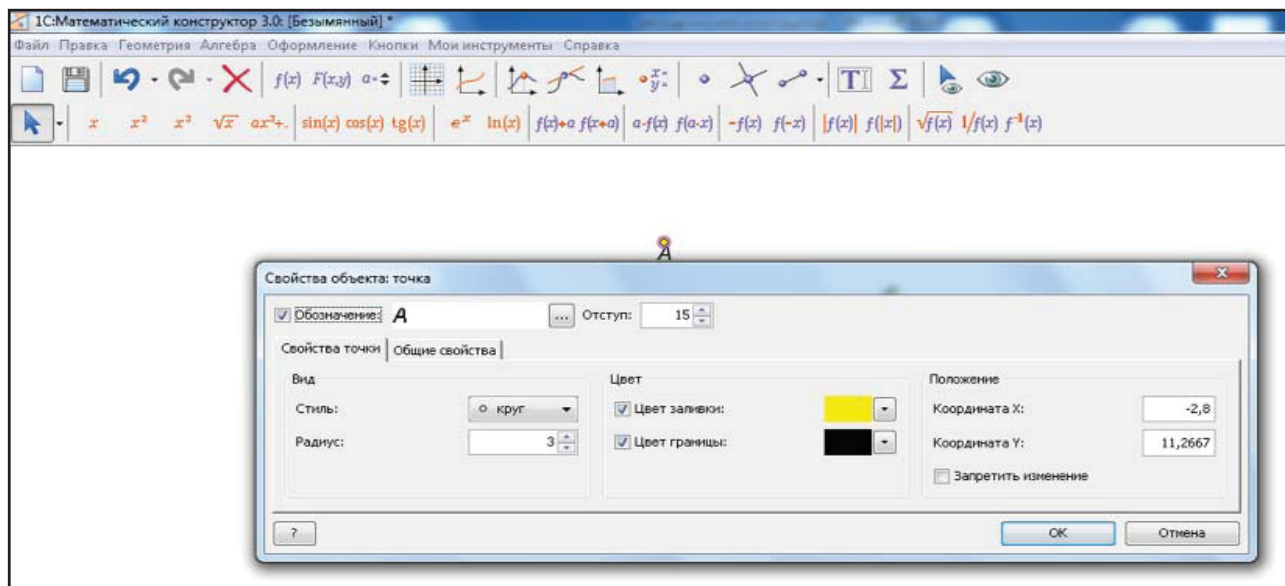 1С:Математический конструктор 3.0: [Безымянный] *
Файл Правка Геометрия Алгебра Оформление Кнопки Мои инструменты Справка
f(x) F(x,y) a= x= y= T Σ
x x² x³ √x ax³+.. sin(x) cos(x) tg(x) eˣ ln(x) f(x)+a f(x+a) a·f(x) f(a·x) -f(x) f(-x) |f(x)| f(|x|) √f(x) 1/f(x) f⁻¹(x)
A
Свойства объекта: точка
Обозначение: A ... Отступ: 15
Свойства точки Общие свойства
Вид Цвет Положение
Стиль: круг Цвет заливки: Координата X: -2,8
Радиус: 3 Цвет границы: Координата Y: 11,2667
Запретить изменение
? OK Отмена